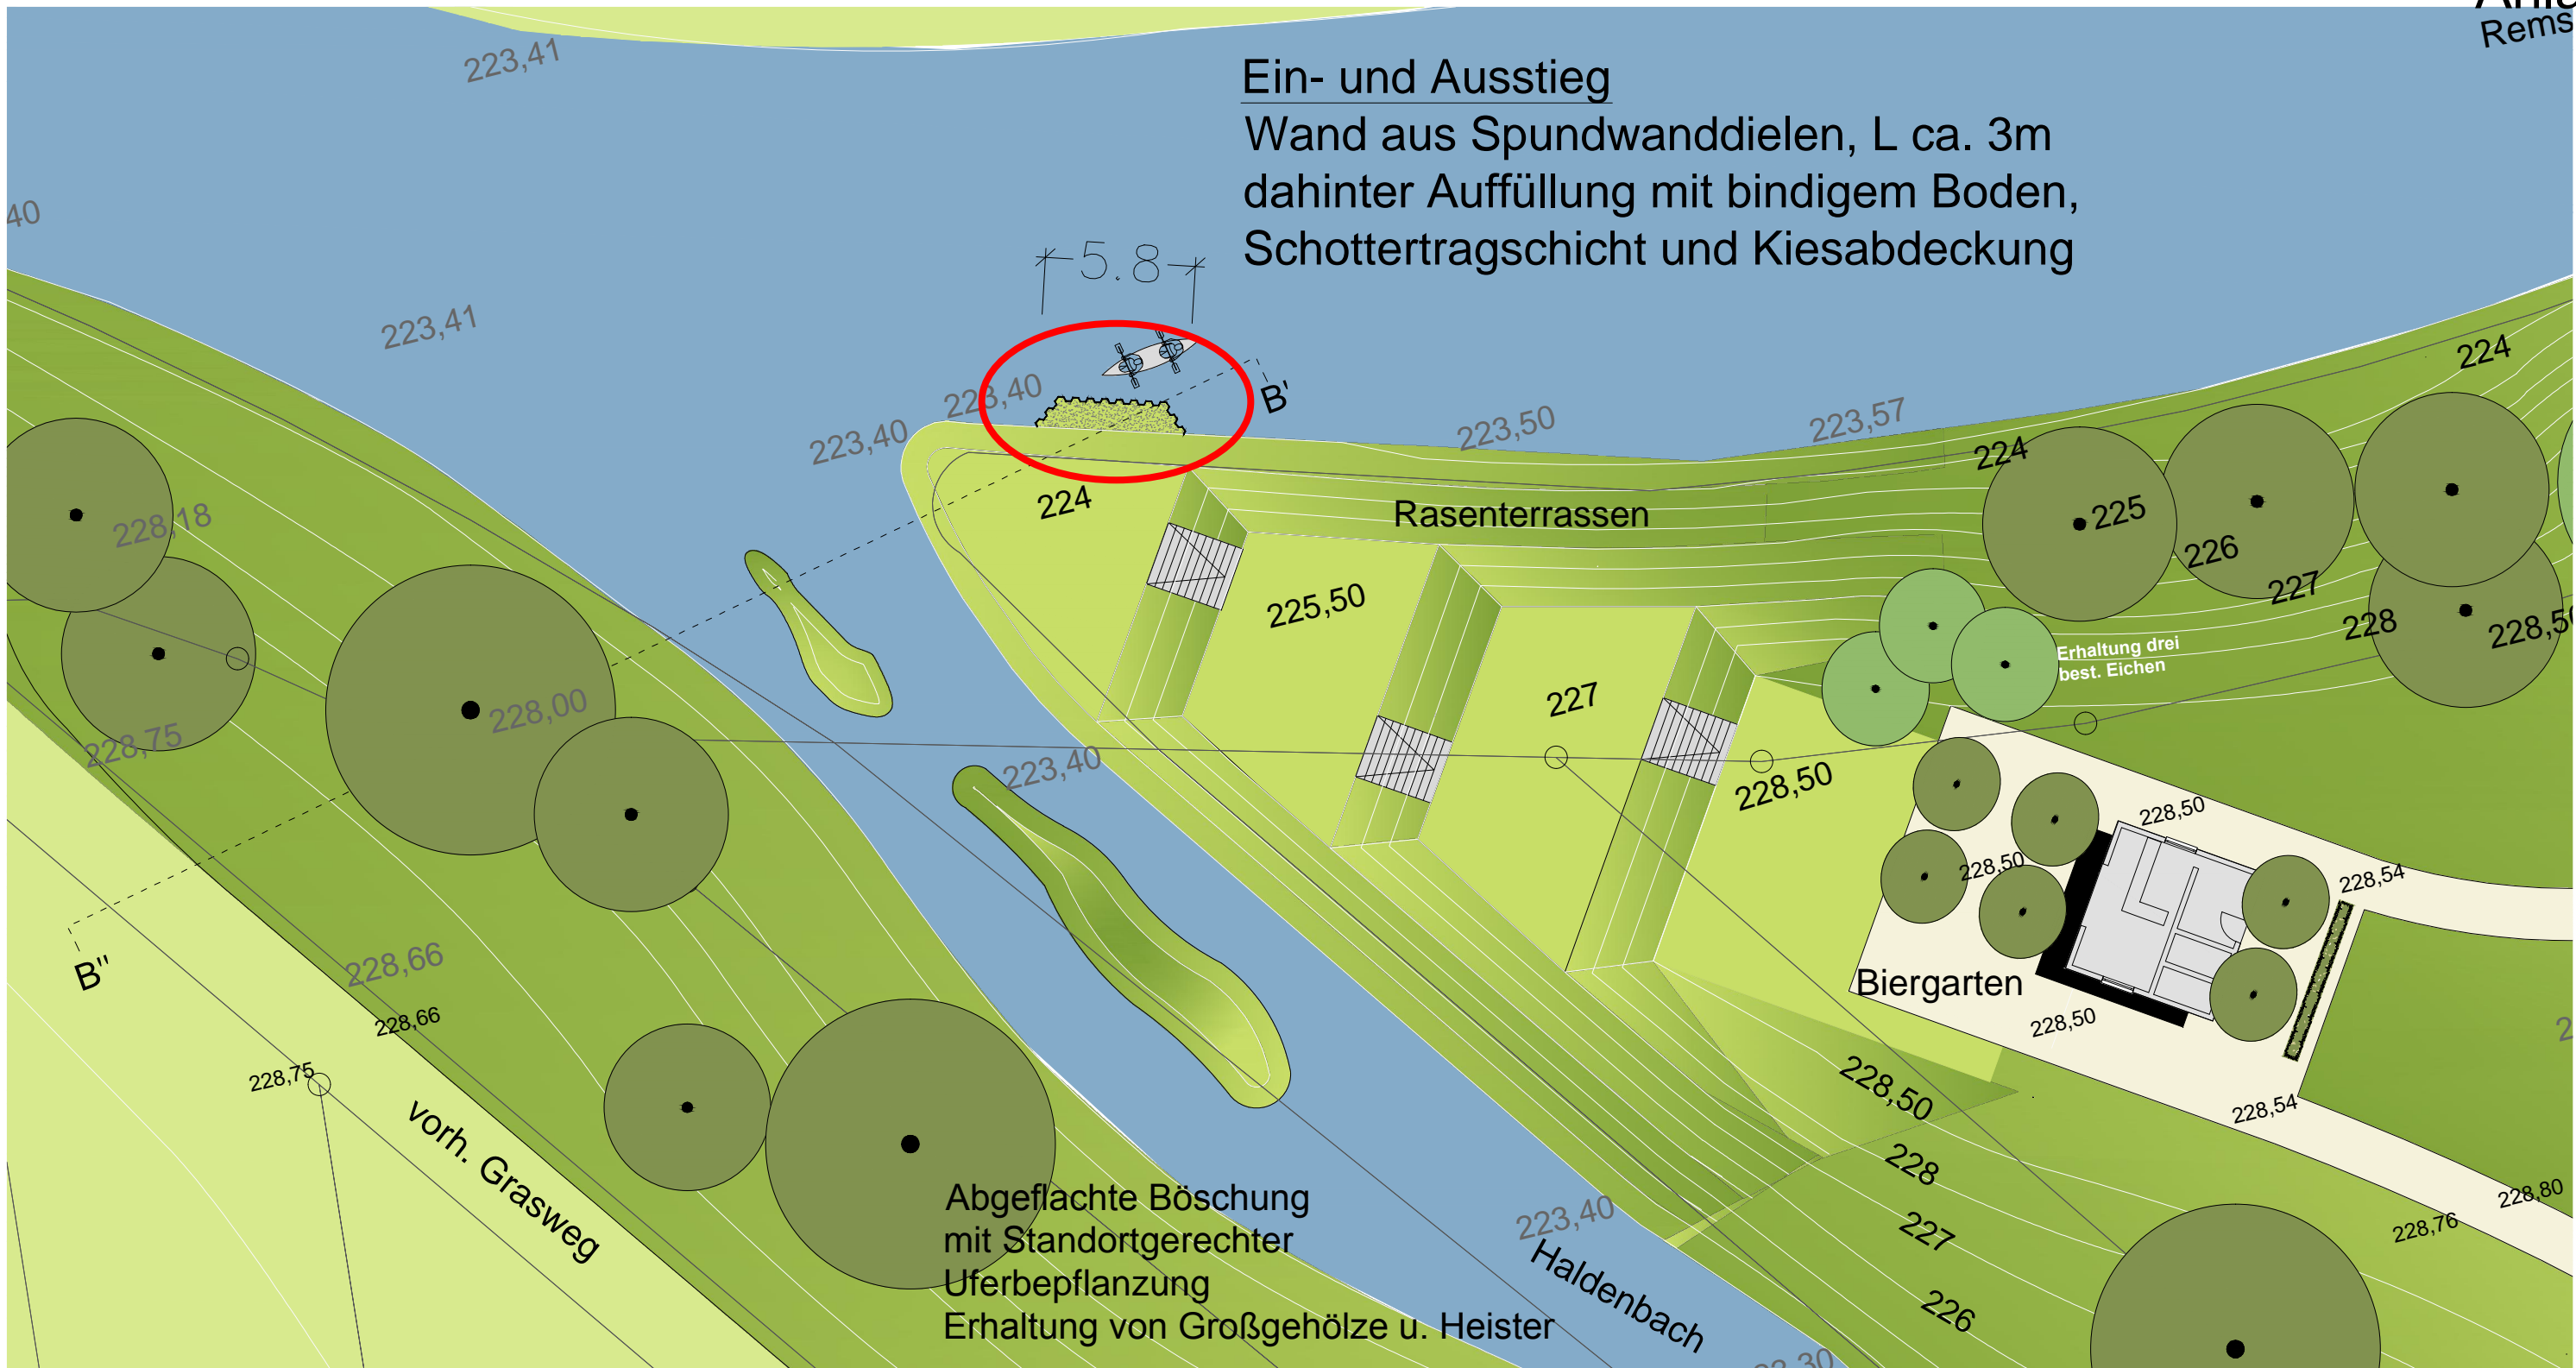 Rems
223,41
Ein- und Ausstieg
Wand aus Spundwanddielen, L ca. 3m
dahinter Auffüllung mit bindigem Boden,
Schottertragschicht und Kiesabdeckung
40
5.8
223,41
224
223,40
B'
223,40
223,50
223,57
224
224
Rasenterrassen
225
228,18
226
225,50
227
228
228,50
Erhaltung drei
best. Eichen
227
228,00
228,75
223,40
228,50
228,50
228,50
228,54
B''
228,66
Biergarten
228,66
228,50
228,75
228,50
228,54
vorh. Grasweg
228
Abgeflachte Böschung
mit Standortgerechter
Uferbepflanzung
Erhaltung von Großgehölze u. Heister
223,40
Haldenbach
227
228,80
228,76
226